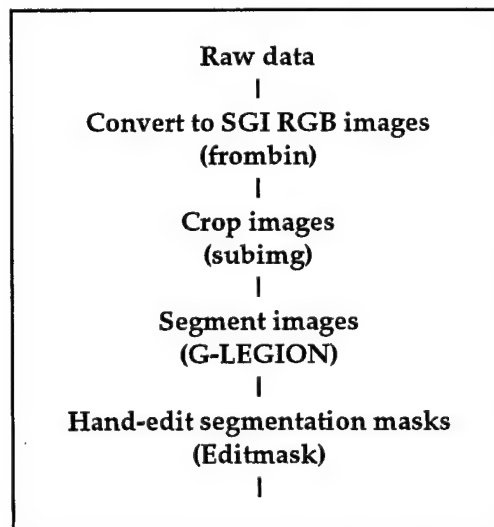 Raw data
|
Convert to SGI RGB images
(frombin)
|
Crop images
(subimg)
|
Segment images
(G-LEGION)
|
Hand-edit segmentation masks
(Editmask)
|